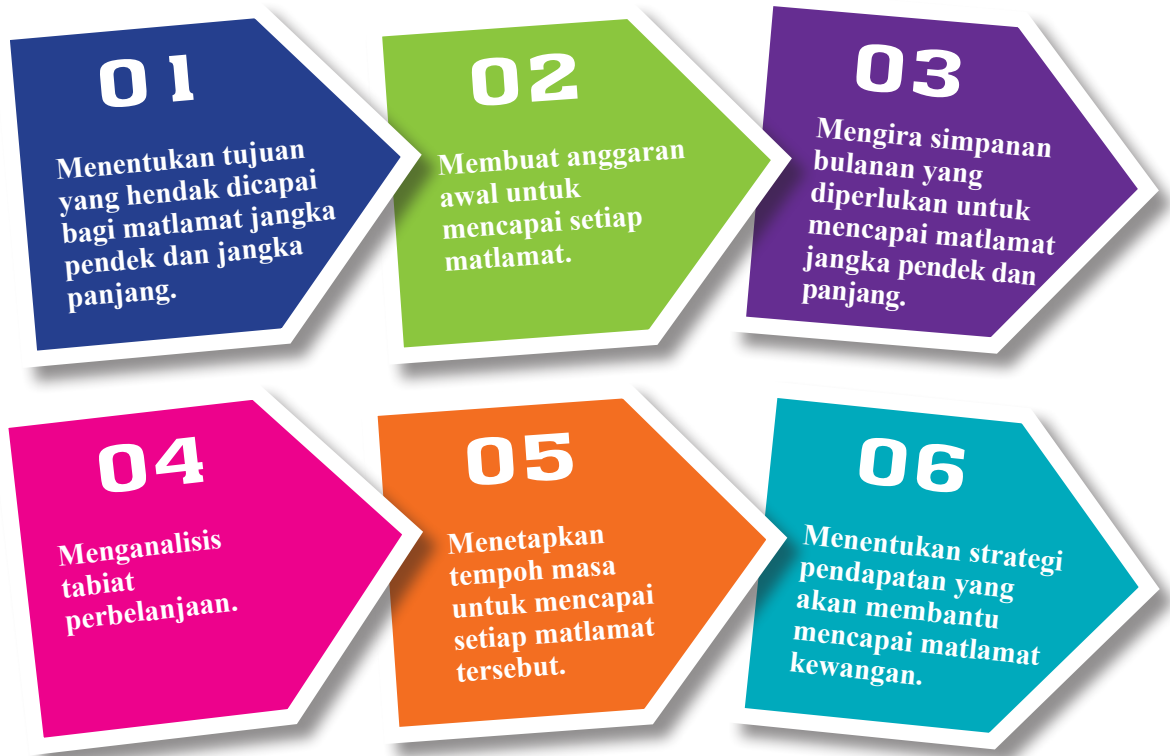 01
Menentukan tujuan
yang hendak dicapai
bagi matlamat jangka
pendek dan jangka
panjang.
02
Membuat anggaran
awal untuk
mencapai setiap
matlamat.
03
Mengira simpanan
bulanan yang
diperlukan untuk
mencapai matlamat
jangka pendek dan
panjang.
04
Menganalisis
tabiat
perbelanjaan.
05
Menetapkan
tempoh masa
untuk mencapai
setiap matlamat
tersebut.
06
Menentukan strategi
pendapatan yang
akan membantu
mencapai matlamat
kewangan.